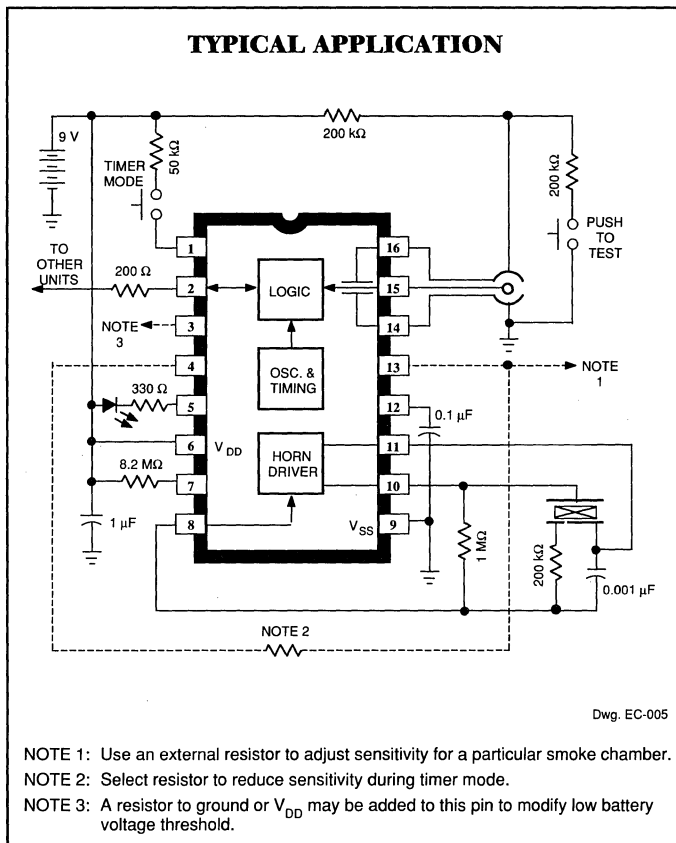 TYPICAL APPLICATION
9 V
200 kΩ
50 kΩ
TIMER
MODE
200 kΩ
PUSH
TO
TEST
TO
OTHER
UNITS
200 Ω
1
2
NOTE
3
3
4
330 Ω
5
6
V DD
8.2 MΩ
7
1 µF
8
LOGIC
OSC. &
TIMING
HORN
DRIVER
VSS
16
15
14
13
NOTE
1
12
0.1 µF
11
10
9
1 MΩ
200 kΩ
0.001 µF
NOTE 2
Dwg. EC-005
NOTE 1: Use an external resistor to adjust sensitivity for a particular smoke chamber.
NOTE 2: Select resistor to reduce sensitivity during timer mode.
NOTE 3: A resistor to ground or VDD may be added to this pin to modify low battery
voltage threshold.